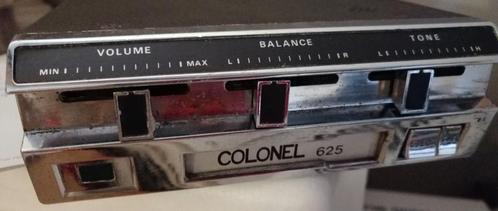 VOLUME BALANCE TONE
MIN MAX L R L H
COLONEL 625